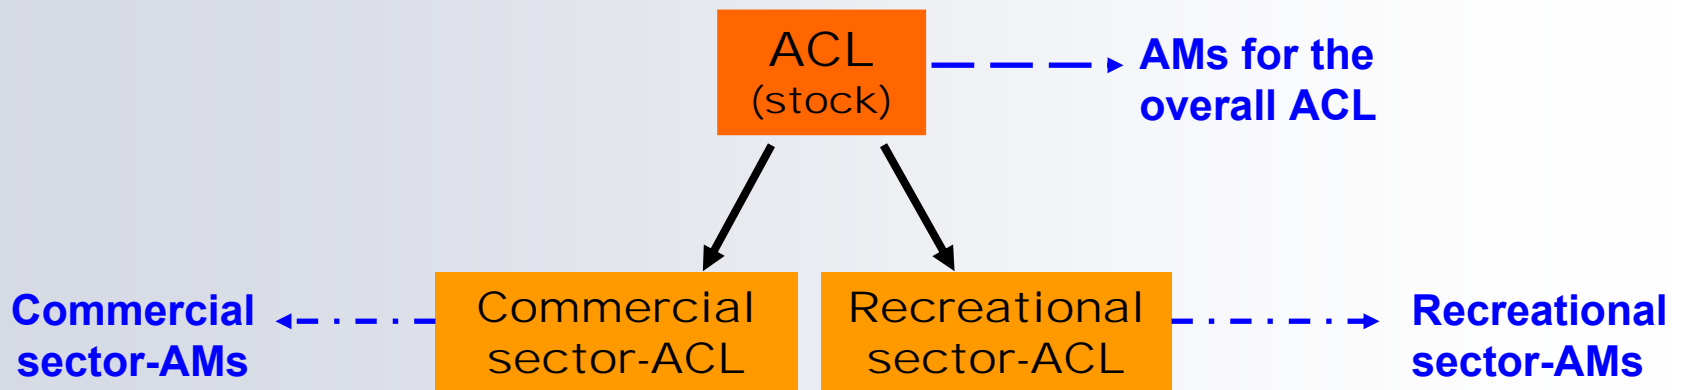 ACL
(stock)
AMs for the
overall ACL
Commercial
sector-AMs
Commercial
sector-ACL
Recreational
sector-ACL
Recreational
sector-AMs